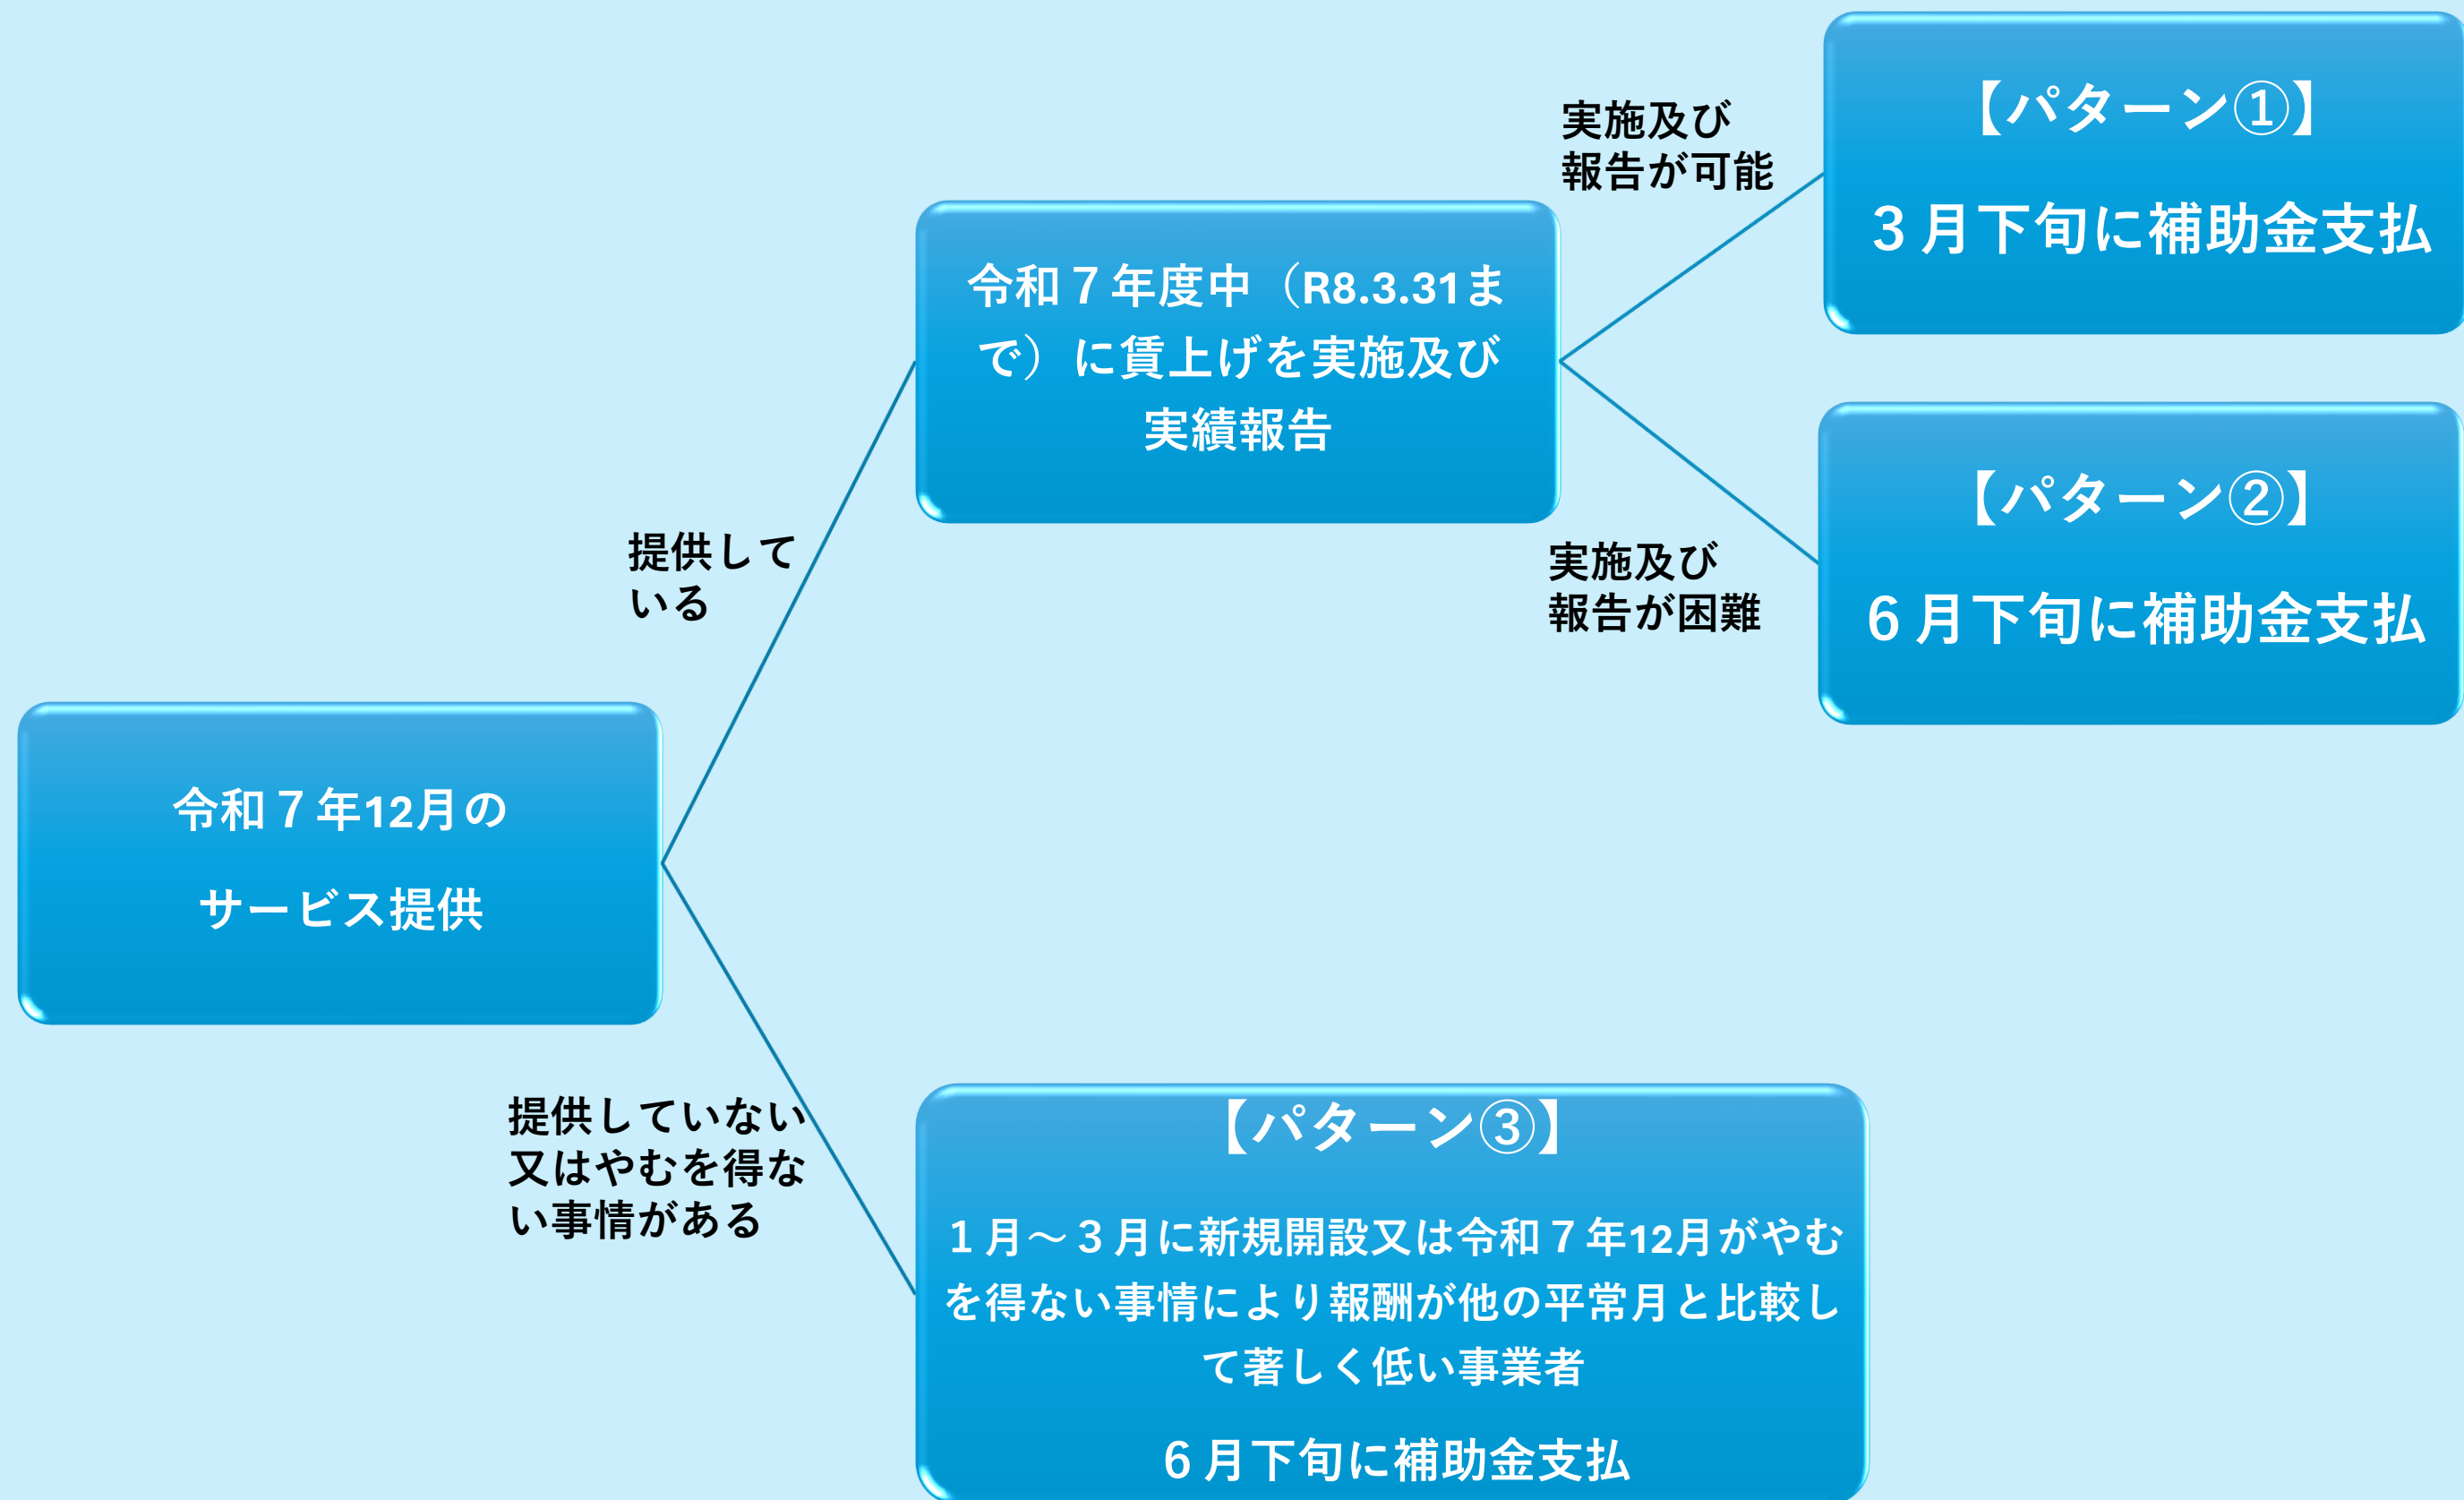 令和７年12月の
サービス提供
提供して
いる
令和７年度中（R8.3.31ま
で）に賃上げを実施及び
実績報告
実施及び
報告が可能
【パターン①】
３月下旬に補助金支払
実施及び
報告が困難
【パターン②】
６月下旬に補助金支払
提供していない
又はやむを得な
い事情がある
【パターン③】
１月～３月に新規開設又は令和７年12月がやむ
を得ない事情により報酬が他の平常月と比較し
て著しく低い事業者
６月下旬に補助金支払